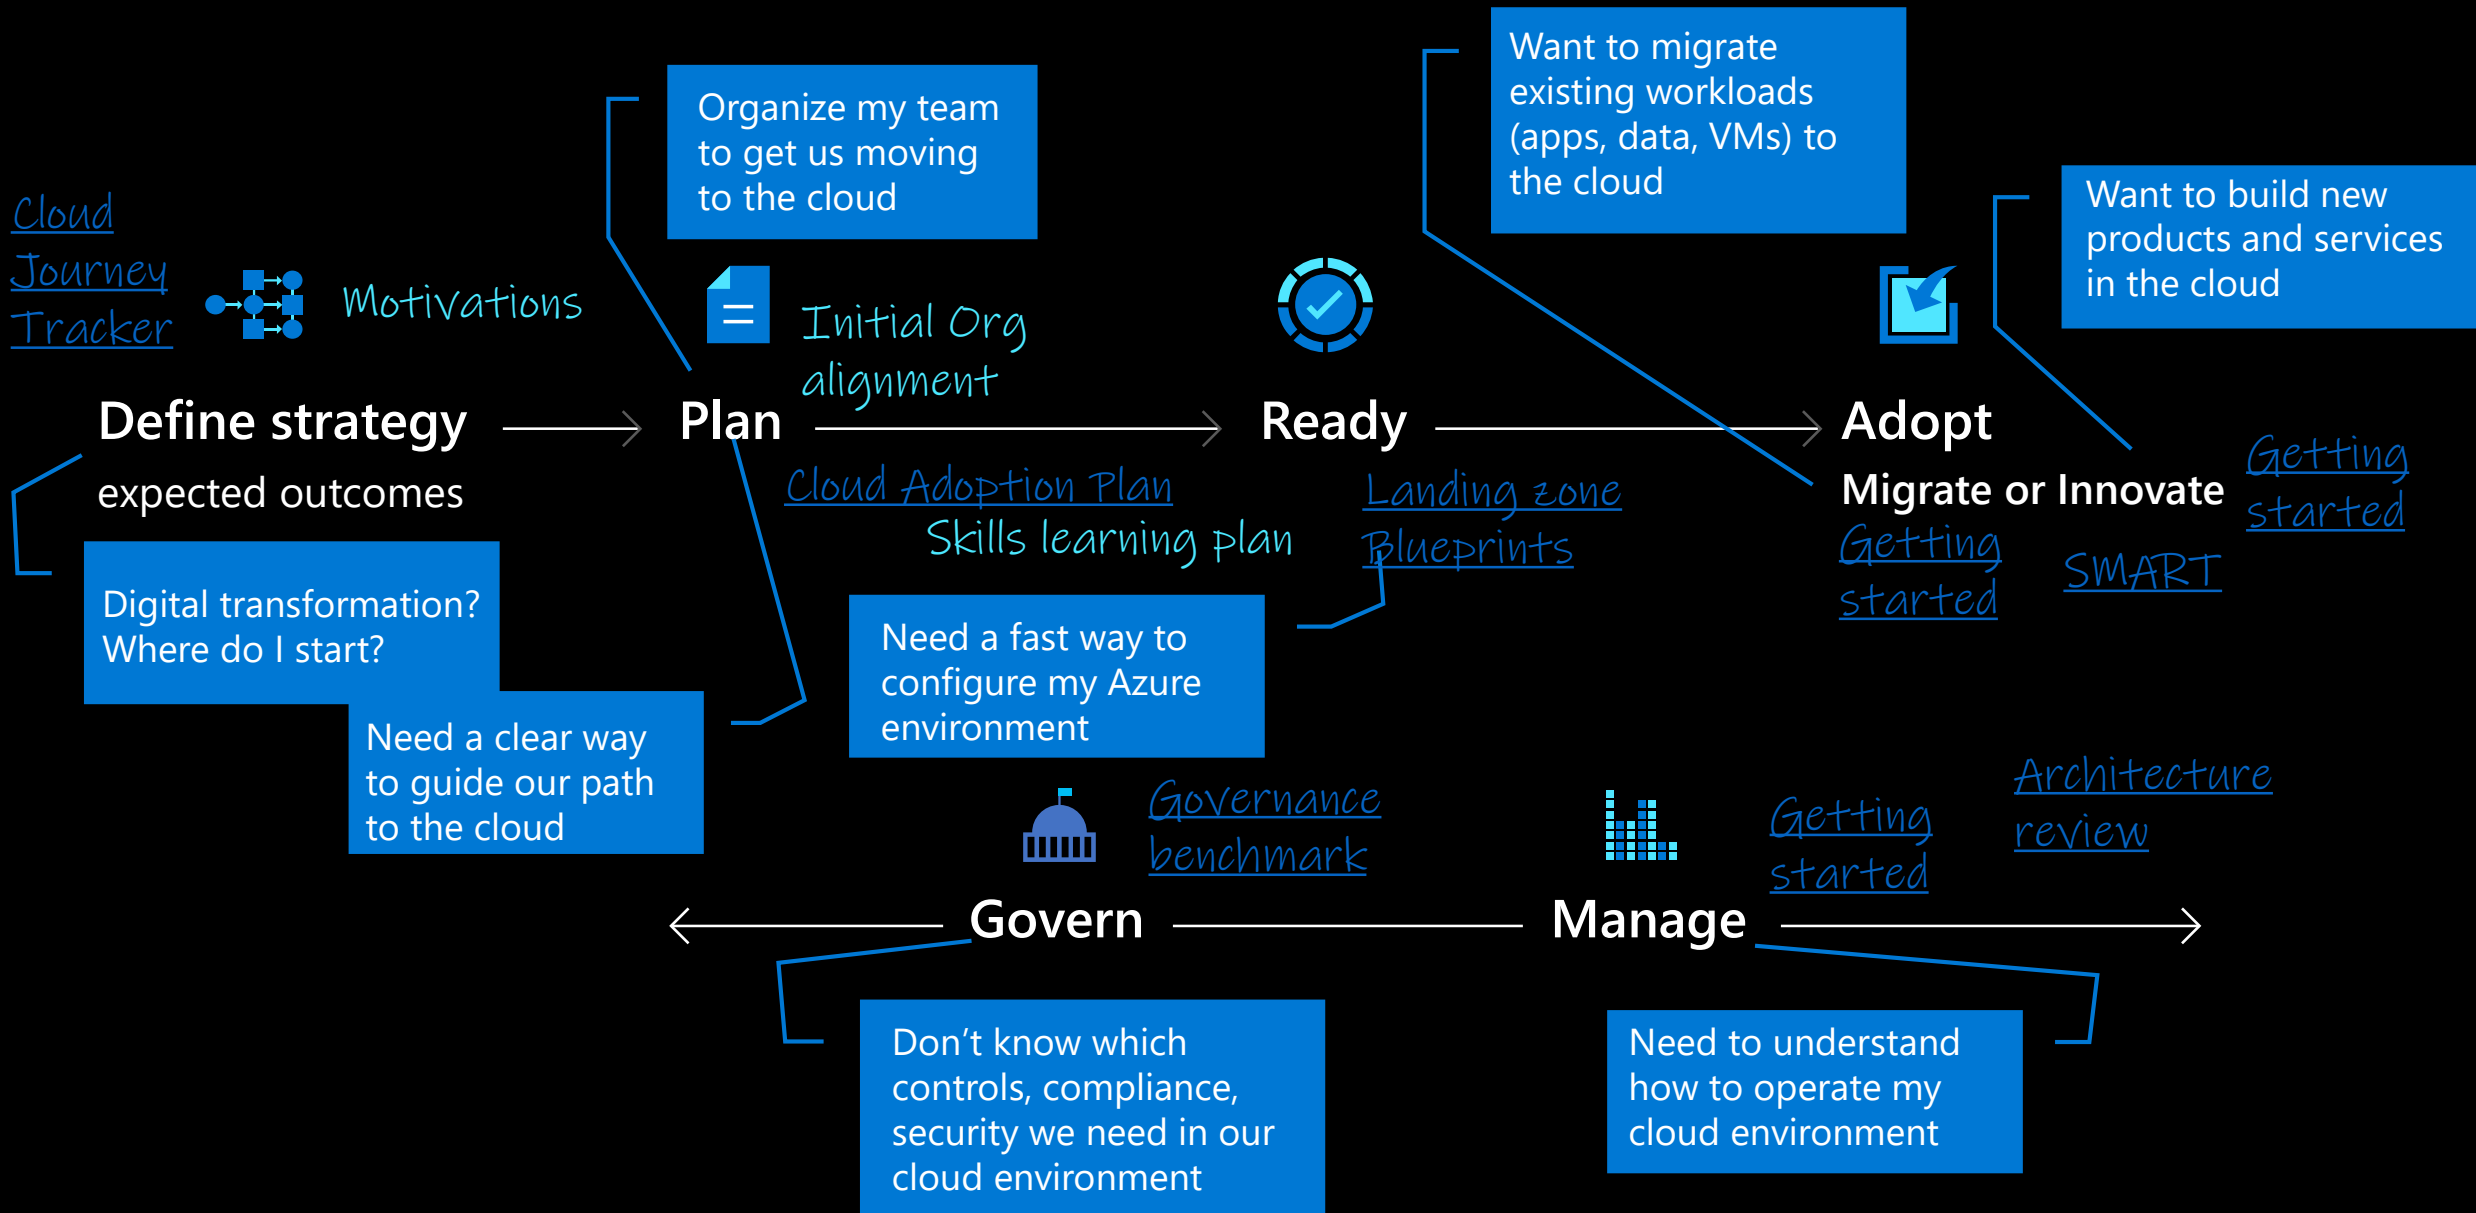 Want to migrate
existing workloads
(apps, data, VMs) to
the cloud
Organize my team
to get us moving
to the cloud
Want to build new
products and services
in the cloud
Cloud
Journey
Tracker
Motivations
Initial Org
alignment
Define strategy
expected outcomes
Plan
Ready
Adopt
Migrate or Innovate
Getting
started
Cloud Adoption Plan
Skills learning plan
Landing zone
Blueprints
Getting
started
SMART
Digital transformation?
Where do I start?
Need a clear way
to guide our path
to the cloud
Need a fast way to
configure my Azure
environment
Governance
benchmark
Getting
started
Architecture
review
Govern
Manage
Don’t know which
controls, compliance,
security we need in our
cloud environment
Need to understand
how to operate my
cloud environment